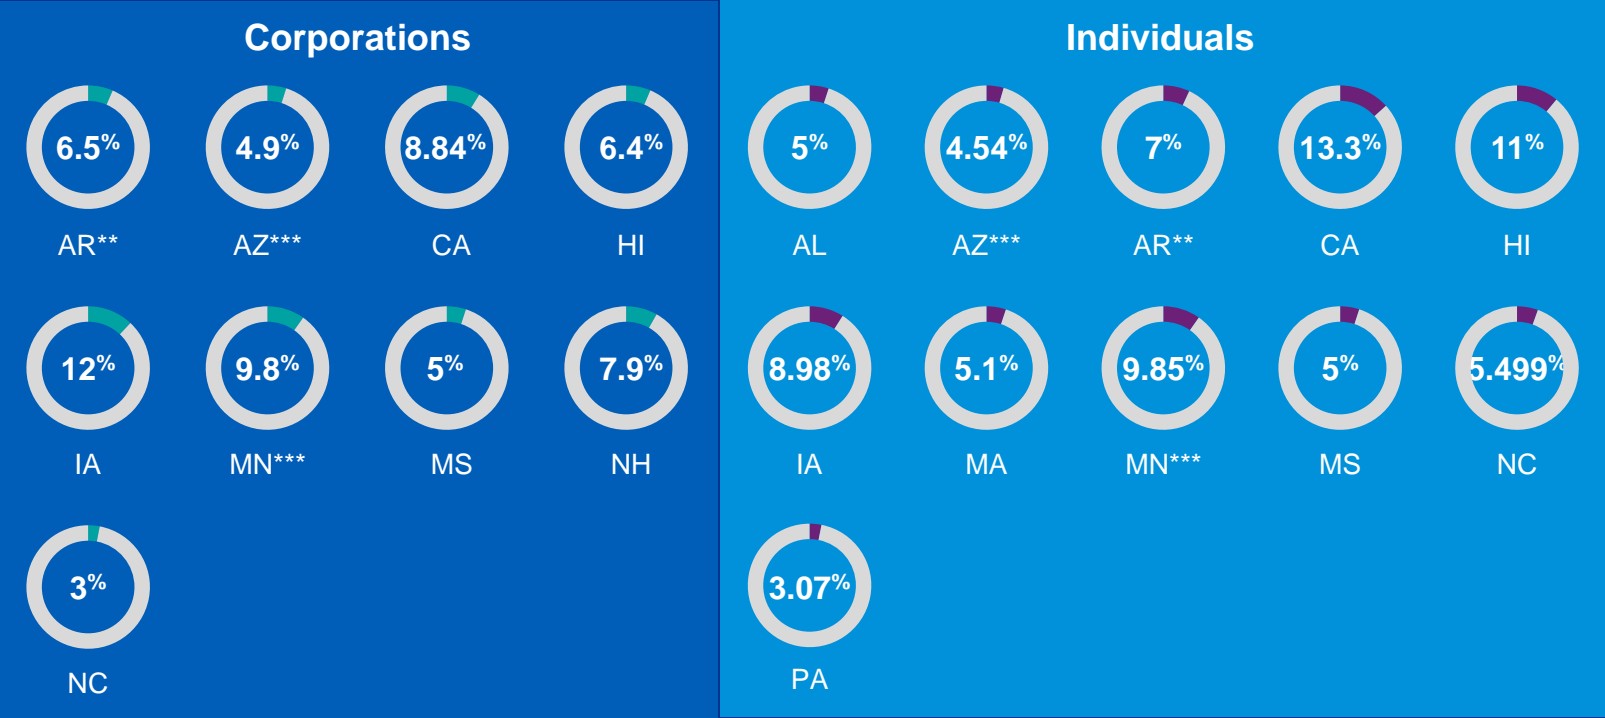 Corporations
6.5%
4.9%
8.84%
6.4%
AR**
AZ***
CA
HI
12%
9.8%
5%
7.9%
IA
MN***
MS
NH
3%
NC
Individuals
5%
4.54%
7%
13.3%
11%
AL
AZ***
AR**
CA
HI
8.98%
5.1%
9.85%
5%
5.499%
IA
MA
MN***
MS
NC
3.07%
PA